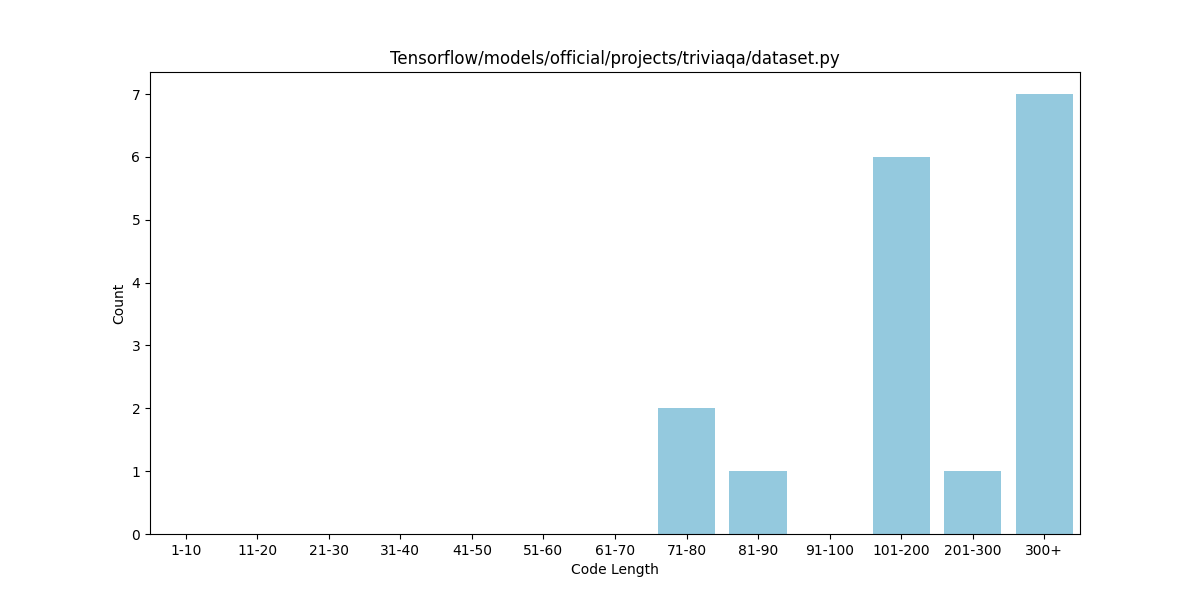 Tensorflow/models/official/projects/triviaqa/dataset.py
7
6
5
4
3
2
1
0
Count
1-10 11-20 21-30 31-40 41-50 51-60 61-70 71-80 81-90 91-100 101-200 201-300 300+
Code Length